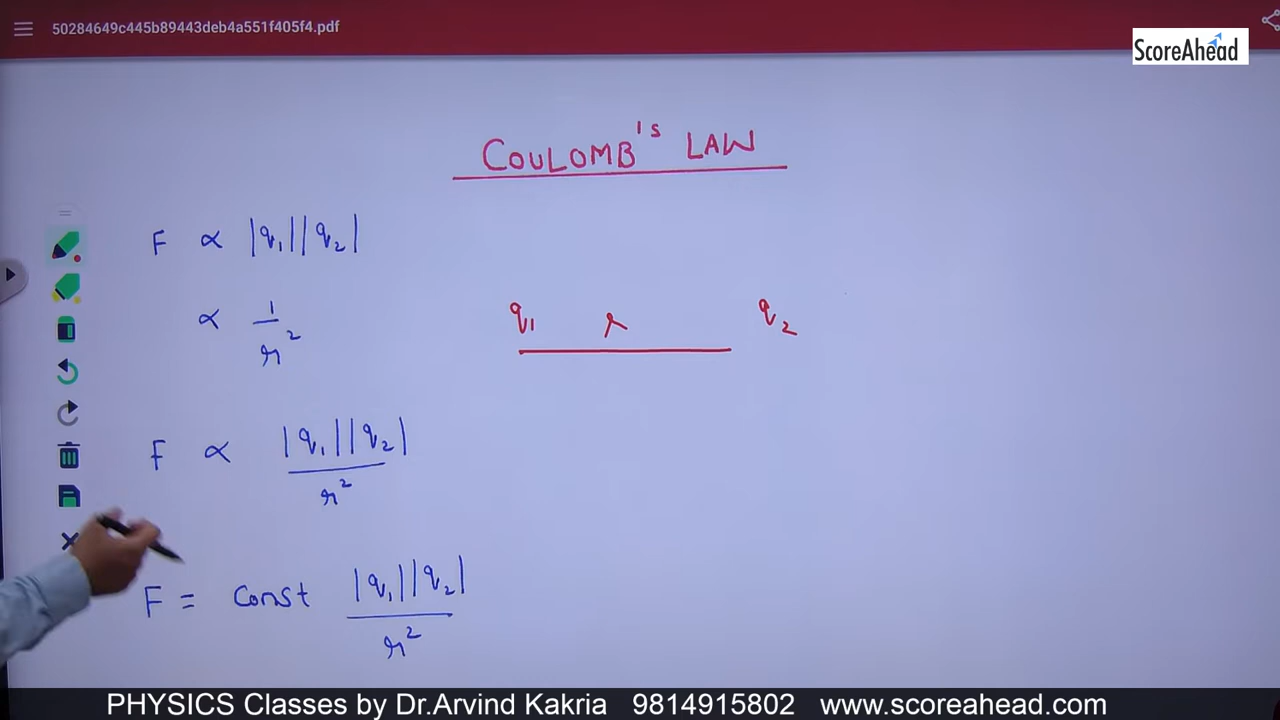 50284649c445b89443deb4a551f405f4.pdf
ScoreAhead
COULOMB'S LAW
F ∝ |q₁||q₂|
∝ 1/r²
q₁ r q₂
F ∝ |q₁||q₂|/r²
F = Const |q₁||q₂|/r²
PHYSICS Classes by Dr.Arvind Kakria 9814915802 www.scoreahead.com